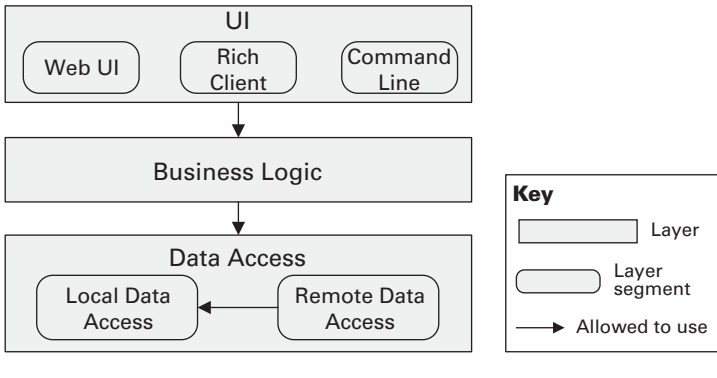 UI
Web UI
Rich
Client
Command
Line
Business Logic
Data Access
Local Data
Access
Remote Data
Access
Key
Layer
Layer
segment
Allowed to use